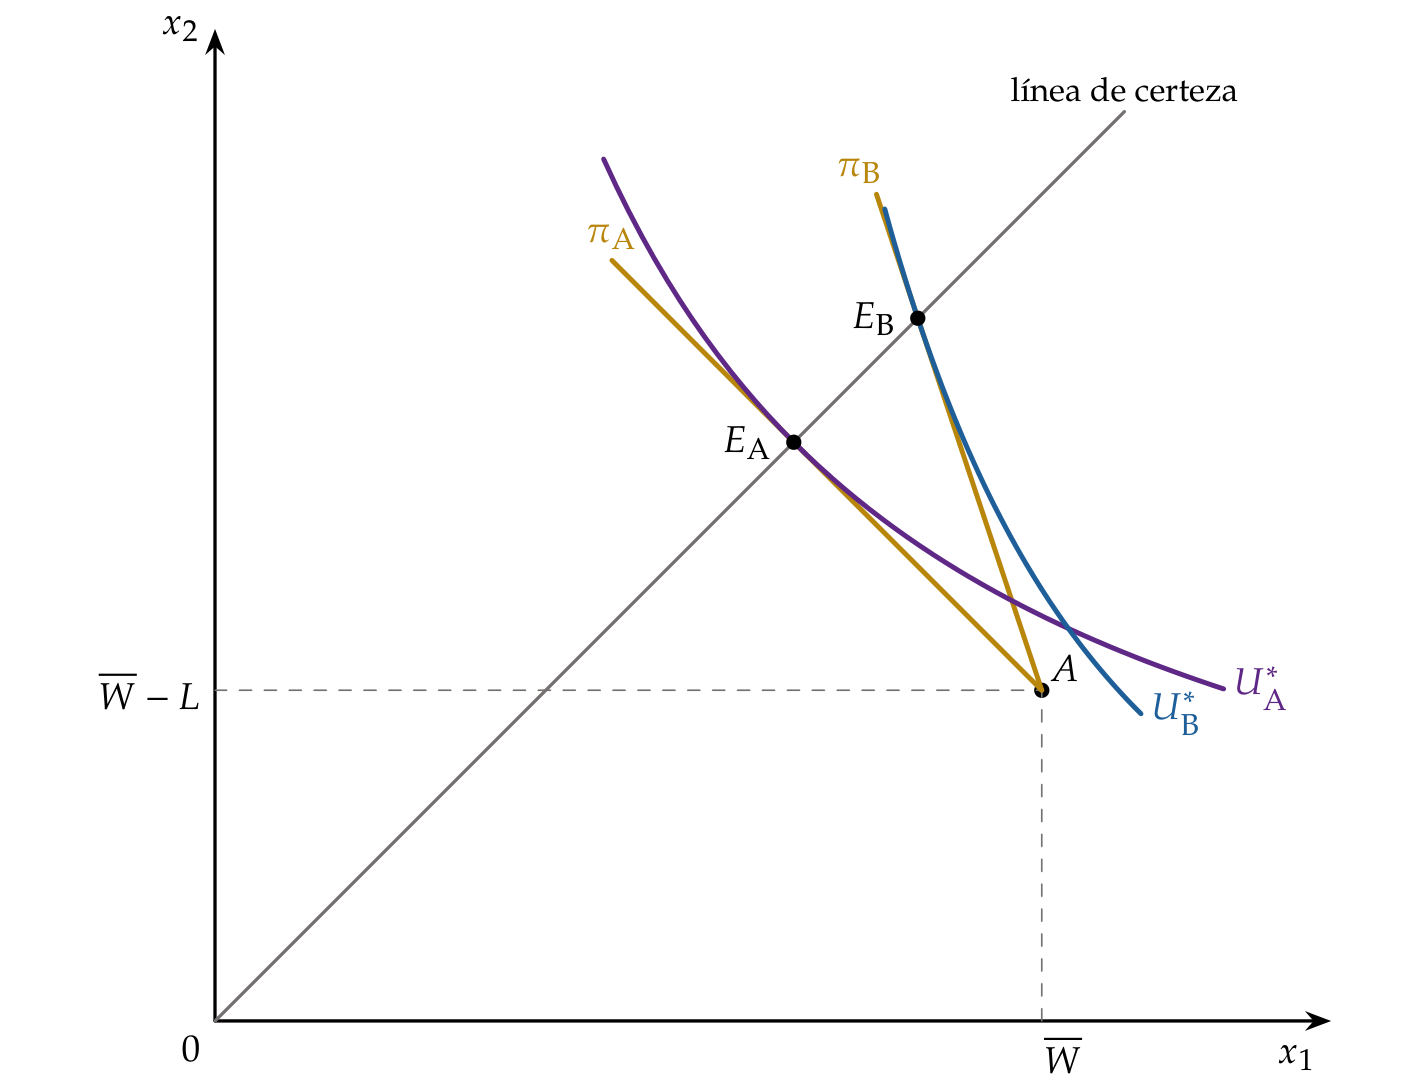 x₂
línea de certeza
π_B
π_A
E_B
E_A
A
W̅ − L
U*_A
U*_B
0
W̅
x₁